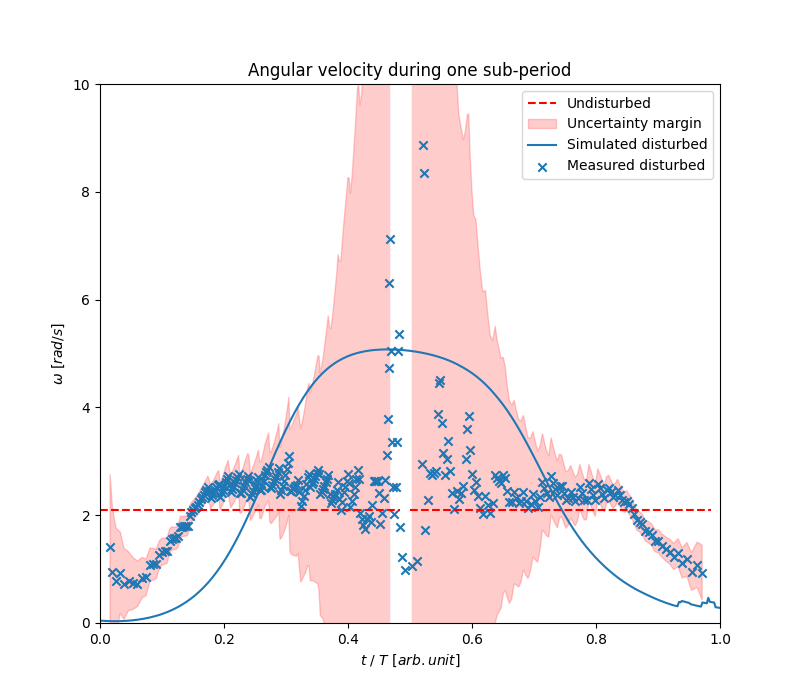 Angular velocity during one sub-period
10
8
6
4
2
0
ω [rad/s]
Undisturbed
Uncertainty margin
Simulated disturbed
Measured disturbed
0.0 0.2 0.4 0.6 0.8 1.0
t / T [arb. unit]